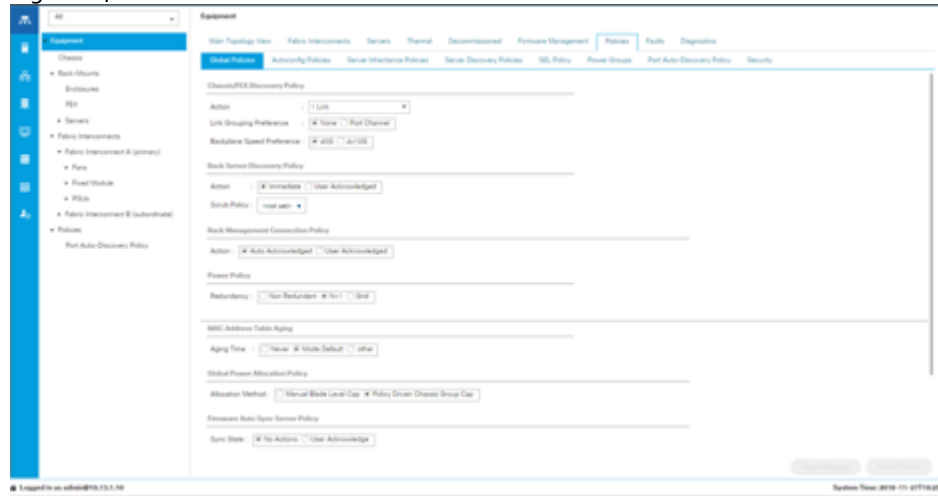 All
Equipment
Equipment
Chassis
Rack-Mounts
Enclosures
FEX
Servers
Fabric Interconnects
Fabric Interconnect A (primary)
Fans
Fixed Module
PSUs
Fabric Interconnect B (subordinate)
Policies
Port Auto-Discovery Policy
Main Topology View Fabric Interconnects Servers Thermal Decommissioned Firmware Management Policies Faults Diagnostics
Global Policies Autoconfig Policies Server Inheritance Policies Server Discovery Policies SEL Policy Power Groups Port Auto-Discovery Policy Security
Chassis/FEX Discovery Policy
Action : 1 Link
Link Grouping Preference : None Port Channel
Backplane Speed Preference : 40G 4x10G
Rack Server Discovery Policy
Action : Immediate User Acknowledged
Scrub Policy : <not set>
Rack Management Connection Policy
Action : Auto Acknowledged User Acknowledged
Power Policy
Redundancy : Non Redundant N+1 Grid
MAC Address Table Aging
Aging Time : Never Mode Default other
Global Power Allocation Policy
Allocation Method : Manual Blade Level Cap Policy Driven Chassis Group Cap
Firmware Auto Sync Server Policy
Sync State : No Actions User Acknowledge
Logged in as admin@10.13.1.10
System Time: 2018-11-27T16:2